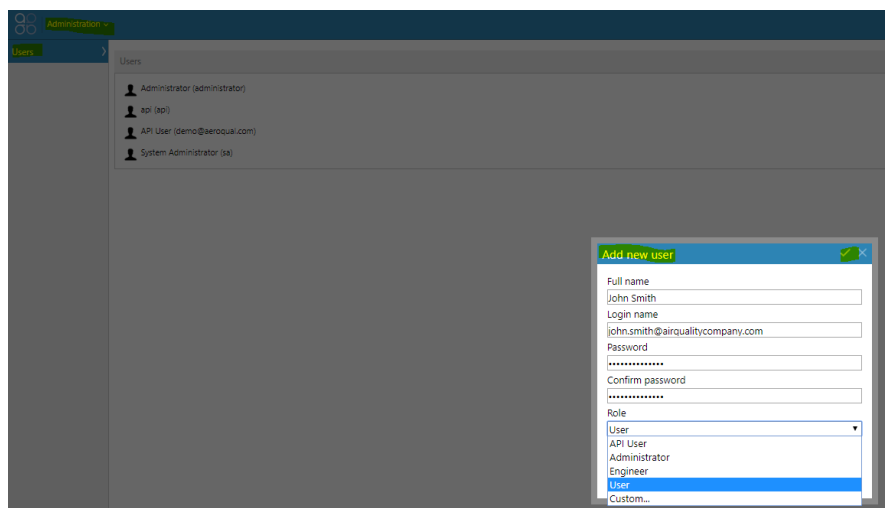 Administration
Users
Users
Administrator (administrator)
api (api)
API User (demo@aeroqual.com)
System Administrator (sa)
Add new user
Full name
John Smith
Login name
john.smith@airqualitycompany.com
Password
••••••••••••••
Confirm password
••••••••••••••
Role
User
API User
Administrator
Engineer
User
Custom...